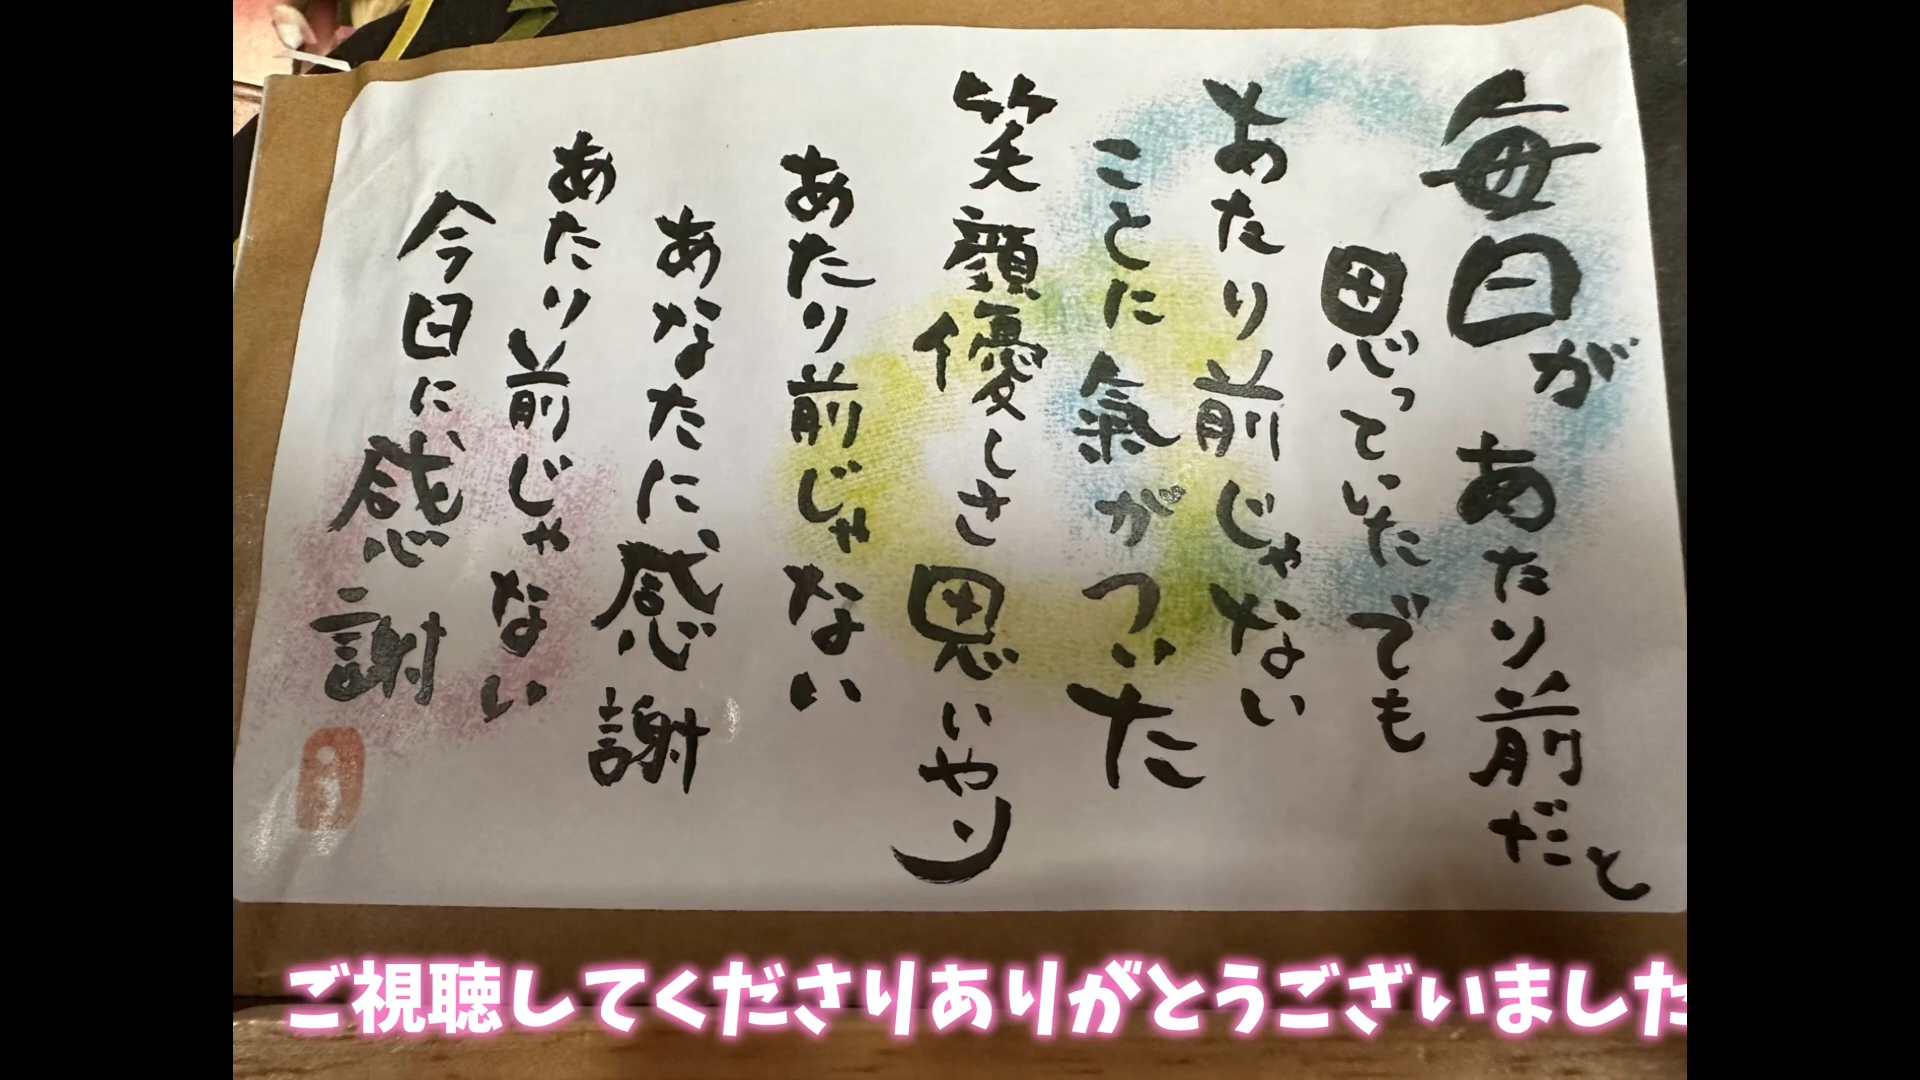 毎日が あたり前だと
思っていたでも
あたり前じゃない
ことに氣がついた
笑顔優しさ思いやり
あたり前じゃない
あなたに、感謝
あたり前じゃない
今日に、感謝
ご視聴してくださりありがとうございました